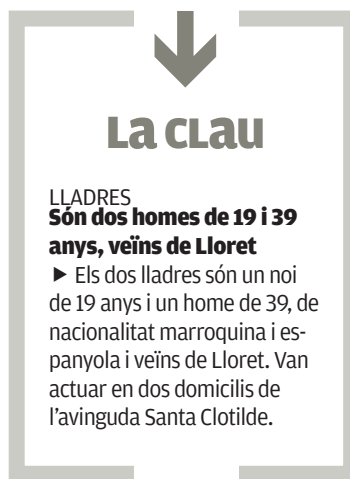 La CLaU
LLADRES
Són dos homes de 19 i 39
anys, veïns de Lloret
▶ Els dos lladres són un noi
de 19 anys i un home de 39, de
nacionalitat marroquina i es-
panyola i veïns de Lloret. Van
actuar en dos domicilis de
l’avinguda Santa Clotilde.